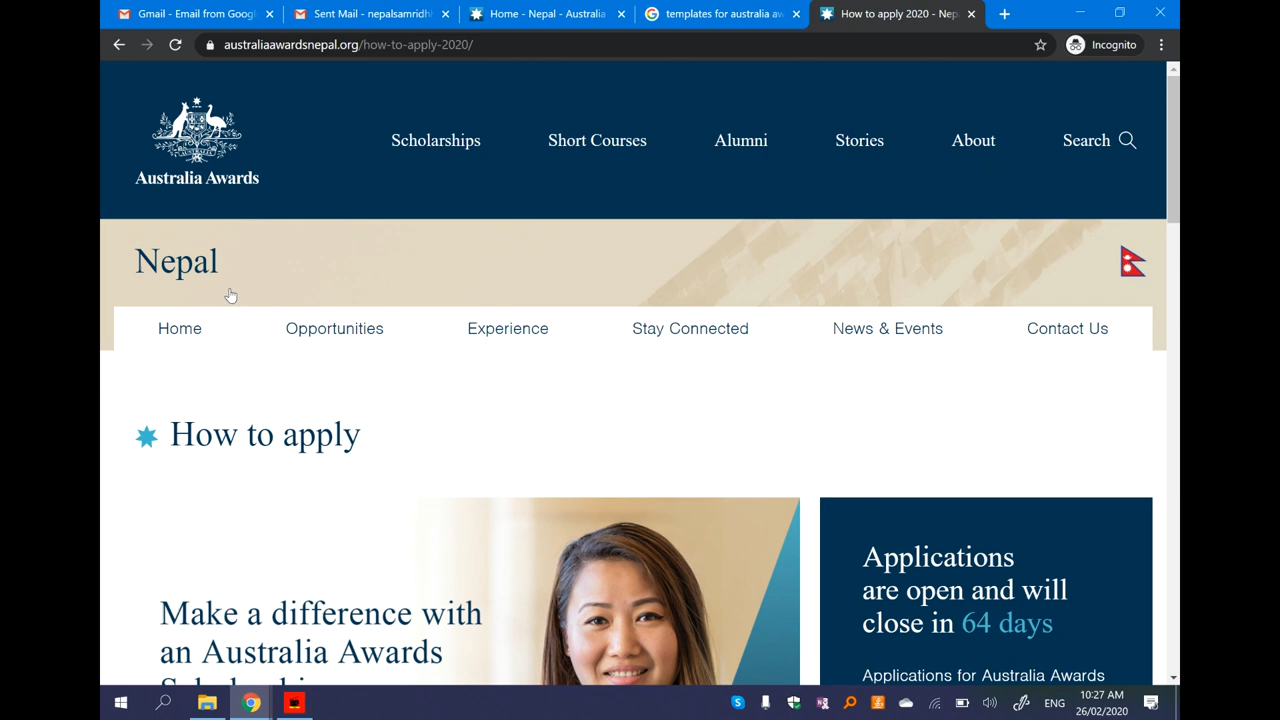 Gmail - Email from Goog
Sent Mail - nepalsamridhh
Home - Nepal - Australia
templates for australia aw
How to apply 2020 - Nep
australiaawardsnepal.org/how-to-apply-2020/
Incognito
Australia Awards
Scholarships
Short Courses
Alumni
Stories
About
Search
Nepal
Home
Opportunities
Experience
Stay Connected
News & Events
Contact Us
How to apply
Make a difference with
an Australia Awards
Applications
are open and will
close in 64 days
Applications for Australia Awards
ENG
10:27 AM
26/02/2020